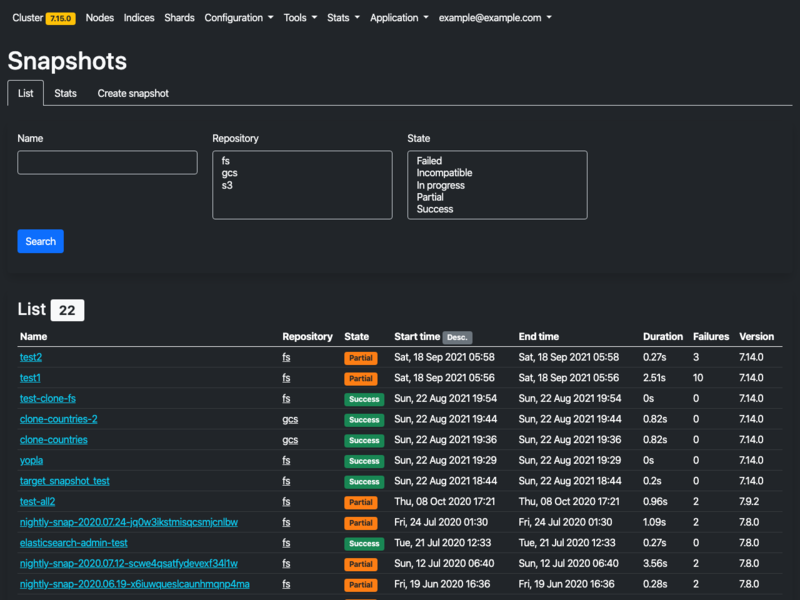 Cluster 7.15.0 Nodes Indices Shards Configuration Tools Stats Application example@example.com
Snapshots
List Stats Create snapshot
Name Repository State
fs Failed
gcs Incompatible
s3 In progress
Partial
Success
Search
List 22
Name Repository State Start time Desc. End time Duration Failures Version
test2 fs Partial Sat, 18 Sep 2021 05:58 Sat, 18 Sep 2021 05:58 0.27s 3 7.14.0
test1 fs Partial Sat, 18 Sep 2021 05:56 Sat, 18 Sep 2021 05:56 2.51s 10 7.14.0
test-clone-fs fs Success Sun, 22 Aug 2021 19:54 Sun, 22 Aug 2021 19:54 0s 0 7.14.0
clone-countries-2 gcs Success Sun, 22 Aug 2021 19:44 Sun, 22 Aug 2021 19:44 0.82s 0 7.14.0
clone-countries gcs Success Sun, 22 Aug 2021 19:36 Sun, 22 Aug 2021 19:36 0.82s 0 7.14.0
yopla fs Success Sun, 22 Aug 2021 19:29 Sun, 22 Aug 2021 19:29 0s 0 7.14.0
target_snapshot_test fs Success Sun, 22 Aug 2021 18:44 Sun, 22 Aug 2021 18:44 0.2s 0 7.14.0
test-all2 fs Partial Thu, 08 Oct 2020 17:21 Thu, 08 Oct 2020 17:21 0.96s 2 7.9.2
nightly-snap-2020.07.24-jq0w3ikstmisqcsmjcnlbw fs Partial Fri, 24 Jul 2020 01:30 Fri, 24 Jul 2020 01:30 1.09s 2 7.8.0
elasticsearch-admin-test fs Success Tue, 21 Jul 2020 12:33 Tue, 21 Jul 2020 12:33 0.27s 0 7.8.0
nightly-snap-2020.07.12-scwe4qsatfydevexf34l1w fs Partial Sun, 12 Jul 2020 06:40 Sun, 12 Jul 2020 06:40 3.56s 2 7.8.0
nightly-snap-2020.06.19-x6iuwqueslcaunhmqnp4ma fs Partial Fri, 19 Jun 2020 16:36 Fri, 19 Jun 2020 16:36 0.28s 2 7.8.0